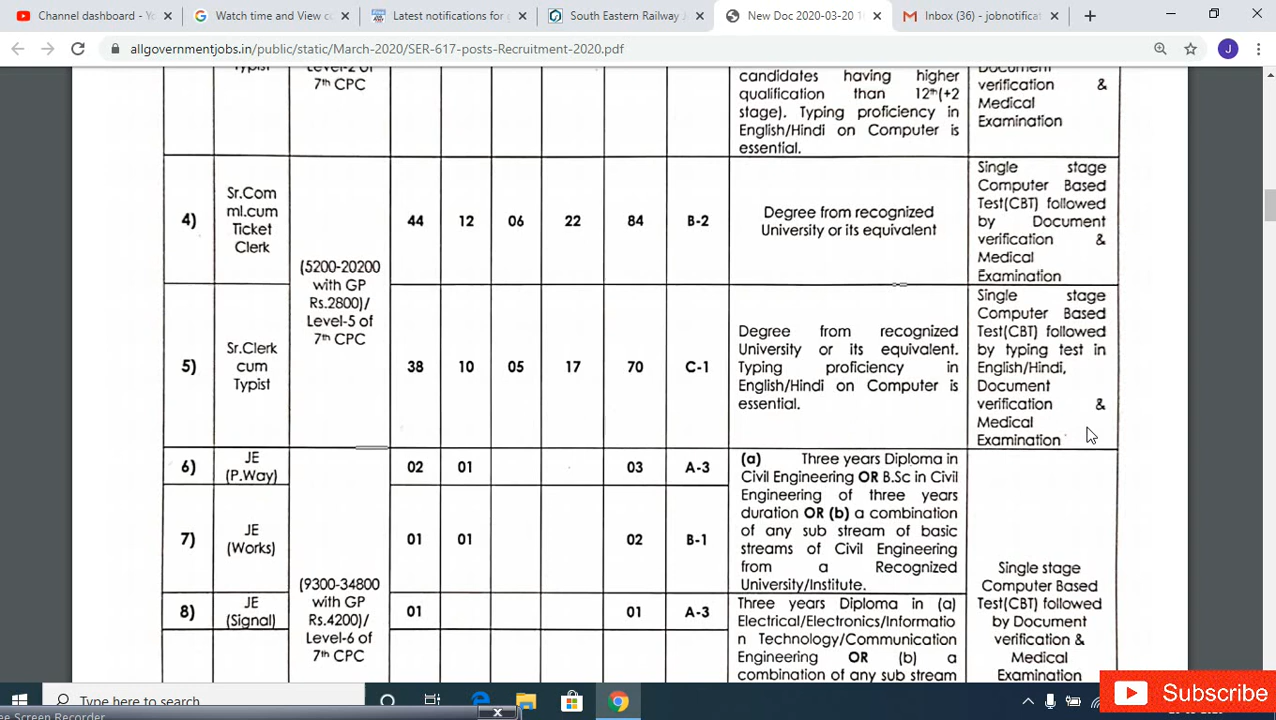 Channel dashboard - Yo
Watch time and View co
Latest notifications for g
South Eastern Railway J
New Doc 2020-03-20 1
Inbox (36) - jobnotificat
allgovernmentjobs.in/public/static/March-2020/SER-617-posts-Recruitment-2020.pdf
J
Typist
Level-2 of
7th CPC
candidates having higher
qualification than 12th(+2
stage). Typing proficiency in
English/Hindi on Computer is
essential.
Document
verification &
Medical
Examination
4)
Sr.Com
ml.cum
Ticket
Clerk
(5200-20200
with GP
Rs.2800)/
Level-5 of
7th CPC
44 12 06 22 84 B-2
Degree from recognized
University or its equivalent
Single stage
Computer Based
Test(CBT) followed
by Document
verification &
Medical
Examination
5)
Sr.Clerk
cum
Typist
38 10 05 17 70 C-1
Degree from recognized
University or its equivalent.
Typing proficiency in
English/Hindi on Computer is
essential.
Single stage
Computer Based
Test(CBT) followed
by typing test in
English/Hindi,
Document
verification &
Medical
Examination
6)
JE
(P.Way)
02 01 03 A-3
(a) Three years Diploma in
Civil Engineering OR B.Sc in Civil
Engineering of three years
duration OR (b) a combination
of any sub stream of basic
streams of Civil Engineering
from a Recognized
University/Institute.
7)
JE
(Works)
01 01 02 B-1
(9300-34800
with GP
Rs.4200)/
Level-6 of
7th CPC
8)
JE
(Signal)
01 01 A-3
Three years Diploma in (a)
Electrical/Electronics/Informatio
n Technology/Communication
Engineering OR (b) a
combination of any sub stream
Single stage
Computer Based
Test(CBT) followed
by Document
verification &
Medical
Examination
Subscribe
Type here to search
ee Screen Recorder